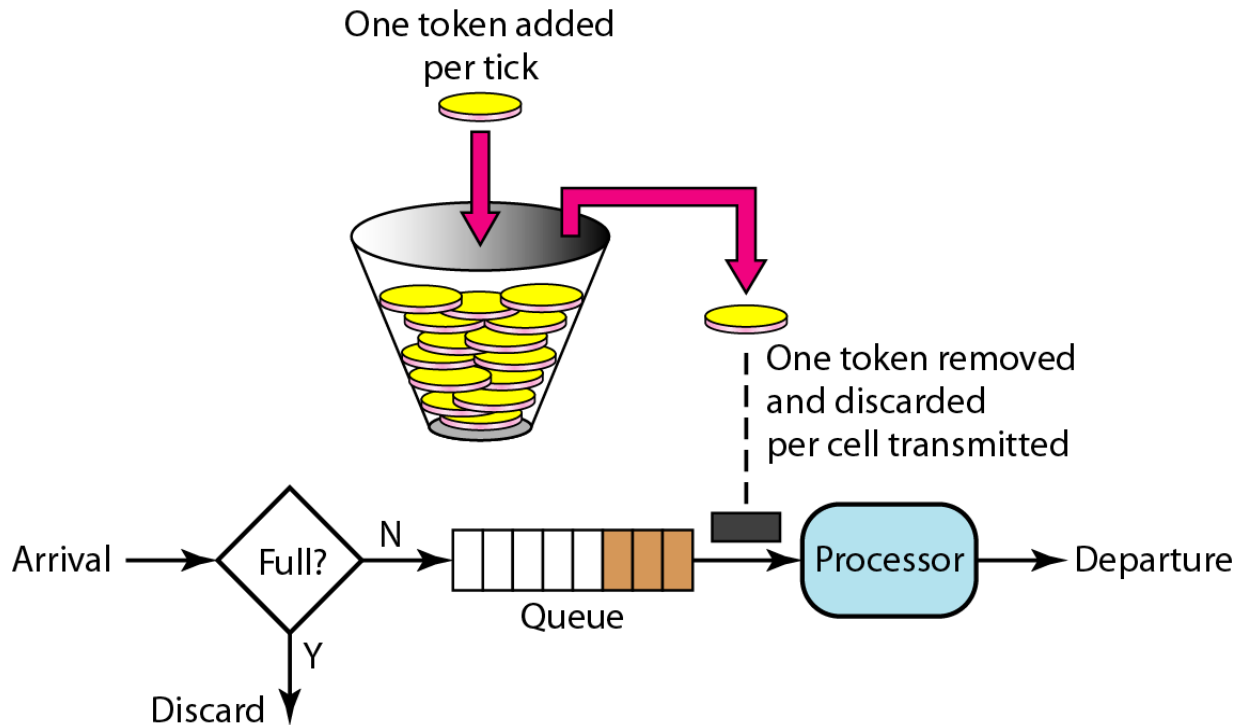 One token added
per tick
One token removed
and discarded
per cell transmitted
Arrival
Full?
N
Queue
Processor
Departure
Y
Discard